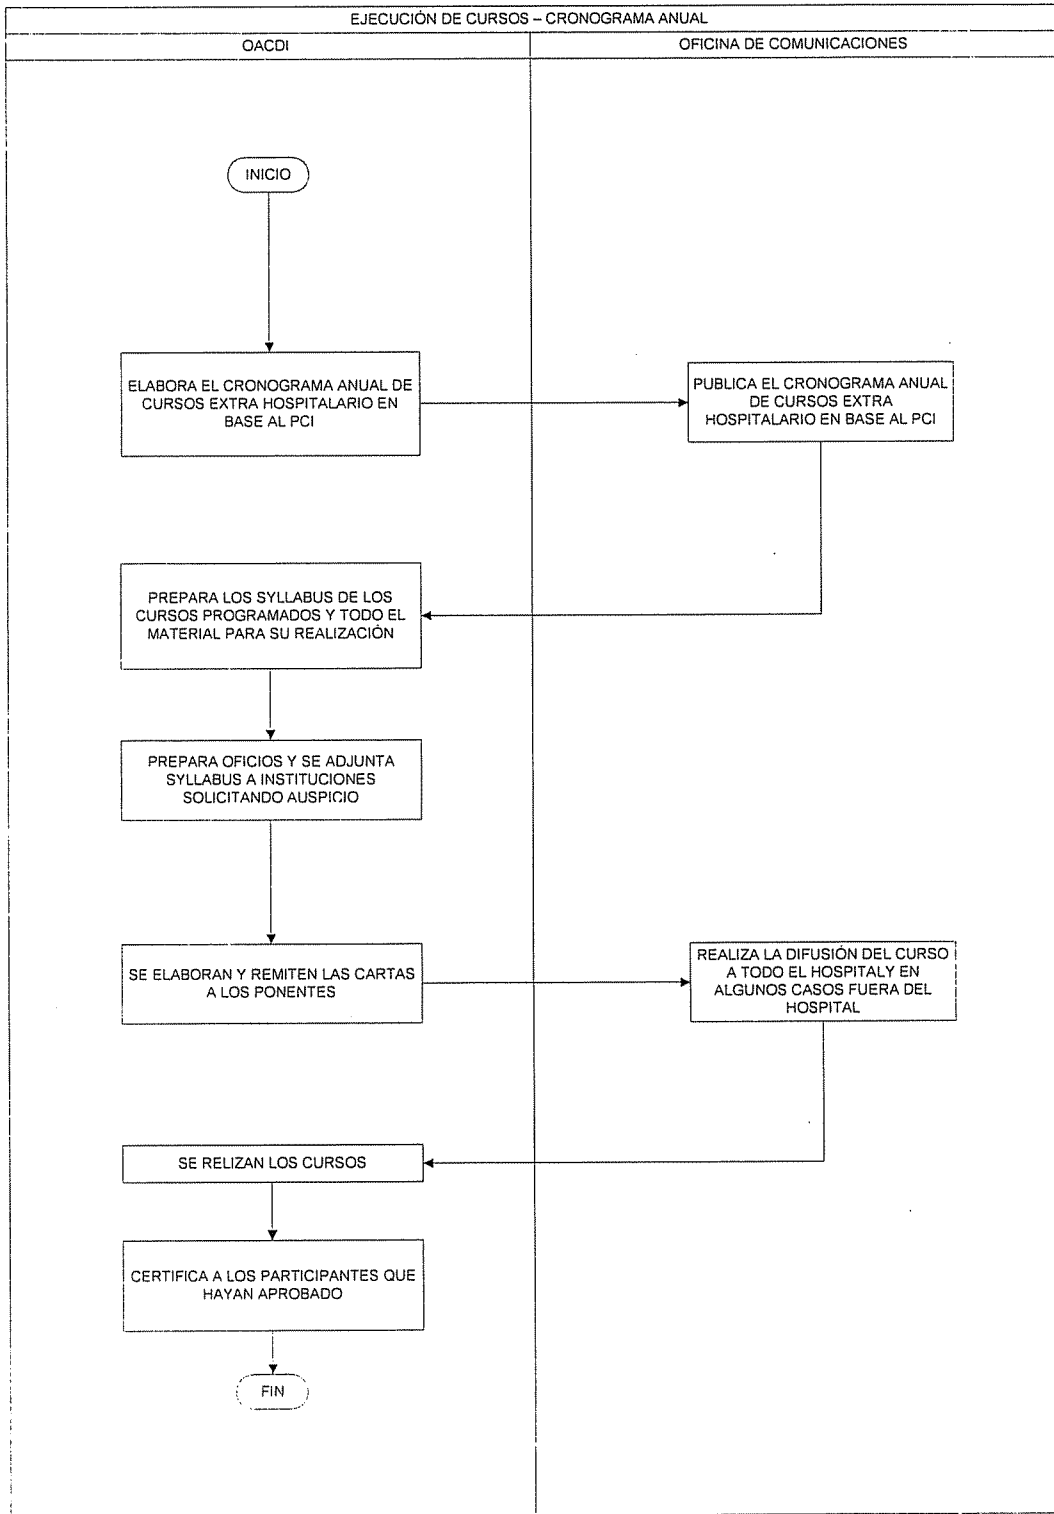 EJECUCIÓN DE CURSOS – CRONOGRAMA ANUAL
OACDI
OFICINA DE COMUNICACIONES
INICIO
ELABORA EL CRONOGRAMA ANUAL DE
CURSOS EXTRA HOSPITALARIO EN
BASE AL PCI
PUBLICA EL CRONOGRAMA ANUAL
DE CURSOS EXTRA
HOSPITALARIO EN BASE AL PCI
PREPARA LOS SYLLABUS DE LOS
CURSOS PROGRAMADOS Y TODO EL
MATERIAL PARA SU REALIZACIÓN
PREPARA OFICIOS Y SE ADJUNTA
SYLLABUS A INSTITUCIONES
SOLICITANDO AUSPICIO
SE ELABORAN Y REMITEN LAS CARTAS
A LOS PONENTES
REALIZA LA DIFUSIÓN DEL CURSO
A TODO EL HOSPITALY EN
ALGUNOS CASOS FUERA DEL
HOSPITAL
SE RELIZAN LOS CURSOS
CERTIFICA A LOS PARTICIPANTES QUE
HAYAN APROBADO
FIN